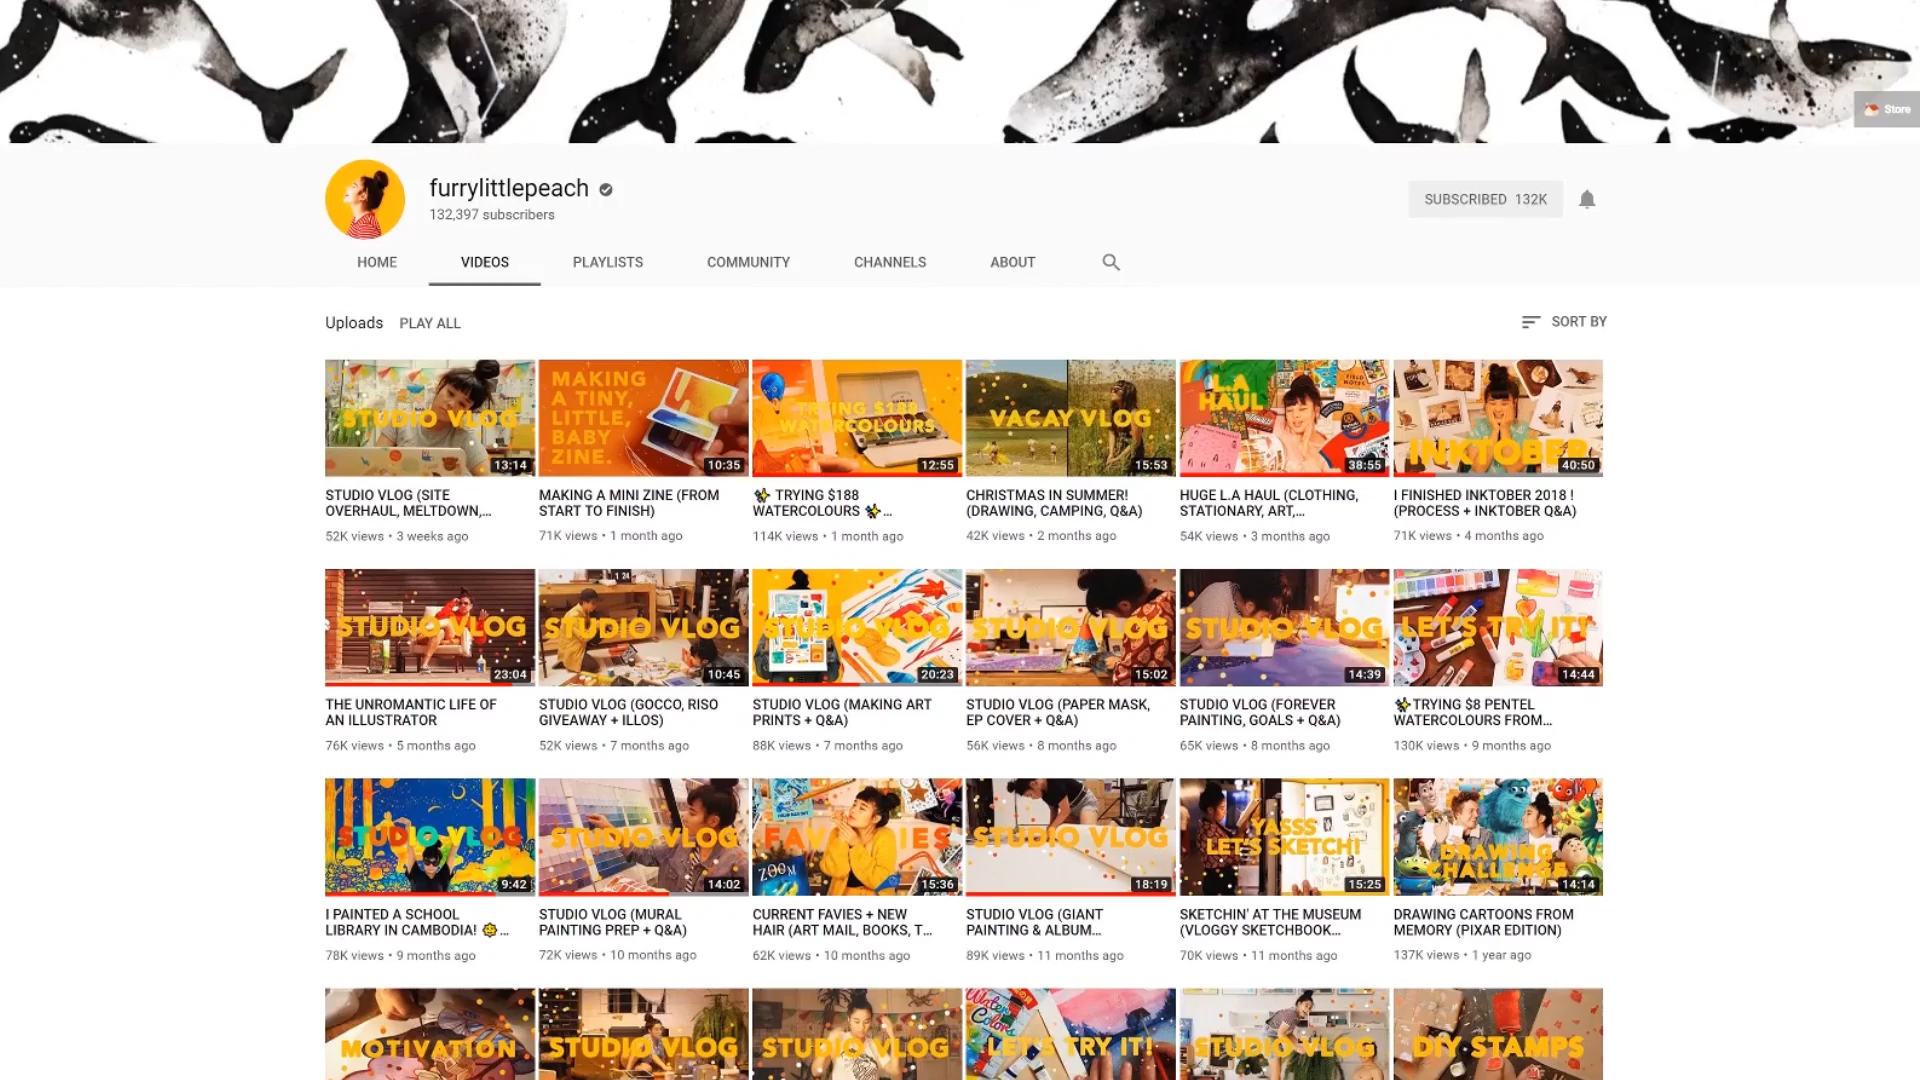 Store
furrylittlepeach
132,397 subscribers
SUBSCRIBED 132K
HOME
VIDEOS
PLAYLISTS
COMMUNITY
CHANNELS
ABOUT
Uploads
PLAY ALL
SORT BY
STUDIO VLOG
13:14
MAKING
A TINY,
LITTLE,
BABY
ZINE.
10:35
TRYING $188
WATERCOLOURS
12:55
VACAY VLOG
15:53
LA
HAUL
FIELD
NOTES
38:55
INKTOBER
40:50
STUDIO VLOG (SITE
OVERHAUL, MELTDOWN,...
52K views • 3 weeks ago
MAKING A MINI ZINE (FROM
START TO FINISH)
71K views • 1 month ago
✨ TRYING $188
WATERCOLOURS ✨...
114K views • 1 month ago
CHRISTMAS IN SUMMER!
(DRAWING, CAMPING, Q&A)
42K views • 2 months ago
HUGE L.A HAUL (CLOTHING,
STATIONARY, ART,...
54K views • 3 months ago
I FINISHED INKTOBER 2018 !
(PROCESS + INKTOBER Q&A)
71K views • 4 months ago
STUDIO VLOG
23:04
1 24
STUDIO VLOG
10:45
STUDIO VLOG
20:23
STUDIO VLOG
15:02
STUDIO VLOG
14:39
LET'S TRY IT!
14:44
THE UNROMANTIC LIFE OF
AN ILLUSTRATOR
76K views • 5 months ago
STUDIO VLOG (GOCCO, RISO
GIVEAWAY + ILLOS)
52K views • 7 months ago
STUDIO VLOG (MAKING ART
PRINTS + Q&A)
88K views • 7 months ago
STUDIO VLOG (PAPER MASK,
EP COVER + Q&A)
56K views • 8 months ago
STUDIO VLOG (FOREVER
PAINTING, GOALS + Q&A)
65K views • 8 months ago
✨TRYING $8 PENTEL
WATERCOLOURS FROM...
130K views • 9 months ago
STUDIO VLOG
9:42
STUDIO VLOG
14:02
FAV IES
ZOOM
15:36
STUDIO VLOG
18:19
YASSS
LET'S SKETCH!
15:25
DRAWING
CHALLENGE
14:14
I PAINTED A SCHOOL
LIBRARY IN CAMBODIA! 🌞...
78K views • 9 months ago
STUDIO VLOG (MURAL
PAINTING PREP + Q&A)
72K views • 10 months ago
CURRENT FAVIES + NEW
HAIR (ART MAIL, BOOKS, T...
62K views • 10 months ago
STUDIO VLOG (GIANT
PAINTING & ALBUM...
89K views • 11 months ago
SKETCHIN' AT THE MUSEUM
(VLOGGY SKETCHBOOK...
70K views • 11 months ago
DRAWING CARTOONS FROM
MEMORY (PIXAR EDITION)
137K views • 1 year ago
MOTIVATION
STUDIO VLOG
STUDIO VLOG
Water
Colors
LET'S TRY IT!
STUDIO VLOG
DIY STAMPS